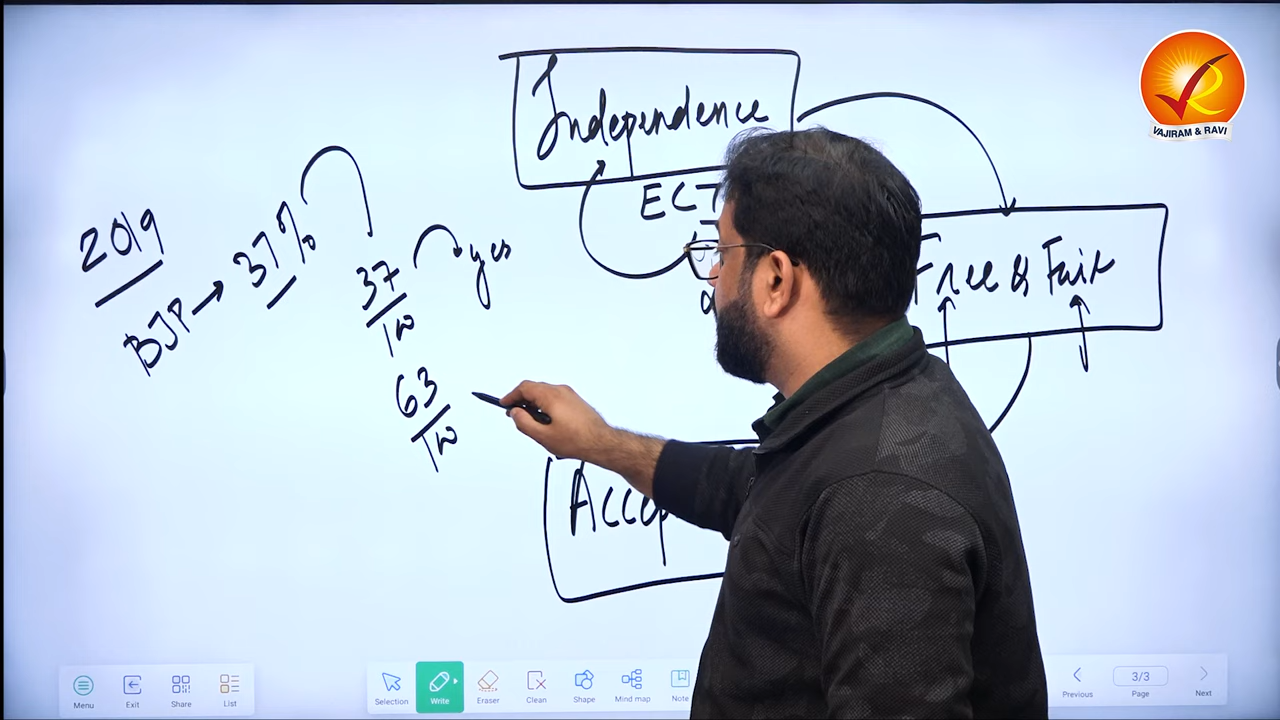 Independence
ECI
Free & Fair
2019
BJP → 37%
37/100
yes
63/100
VAJIRAM & RAVI
Menu
Exit
Share
List
Selection
Write
Eraser
Clean
Shape
Mind map
Note
Previous
3/3
Page
Next